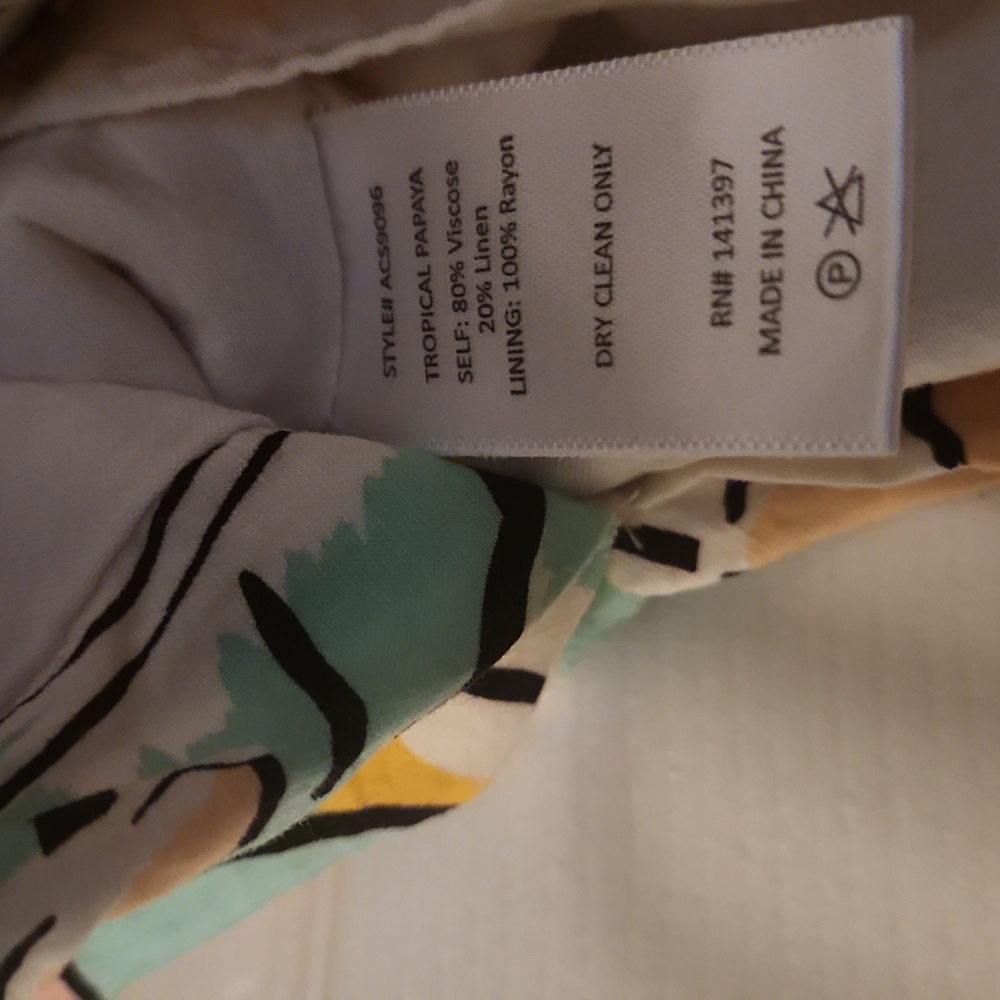 STYLE# ACS9096
TROPICAL PAPAYA
SELF: 80% Viscose
20% Linen
LINING: 100% Rayon
DRY CLEAN ONLY
RN# 141397
MADE IN CHINA
P